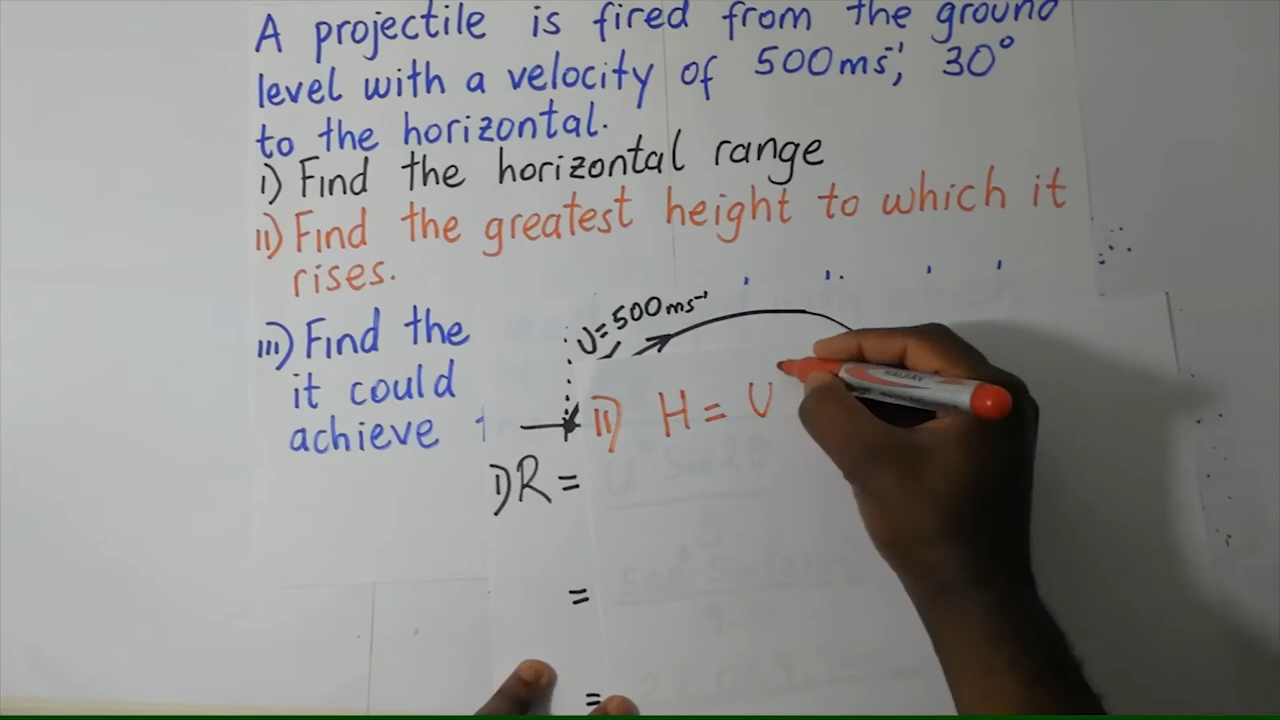 A projectile is fired from the ground
level with a velocity of 500ms⁻¹, 30°
to the horizontal.
I) Find the horizontal range
II) Find the greatest height to which it
rises.
III) Find the
it could
achieve
U=500ms⁻¹
II) H = U
I) R =
=
=